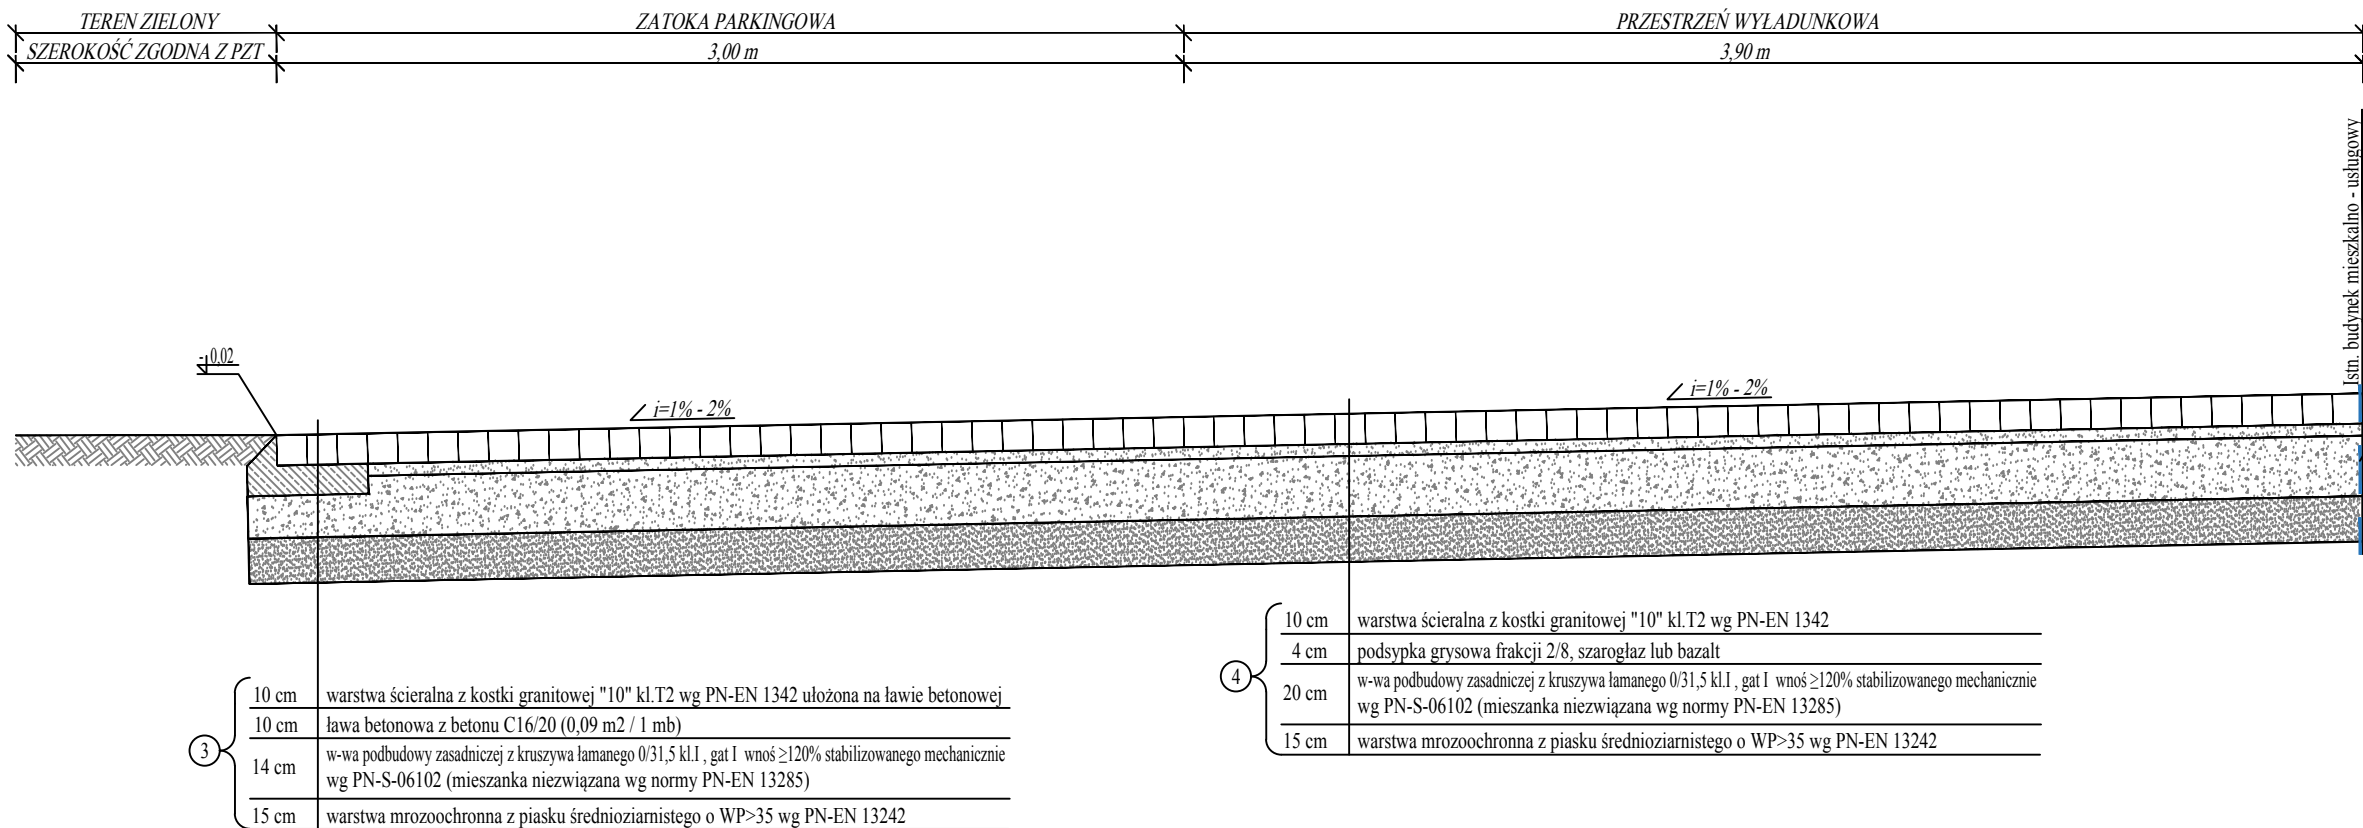 TEREN ZIELONY
ZATOKA PARKINGOWA
PRZESTRZEŃ WYŁADUNKOWA
SZEROKOŚĆ ZGODNA Z PZT
3,00 m
3,90 m
Istn. budynek mieszkalno - usługowy
- 0,02
i=1% - 2%
i=1% - 2%
3
10 cm warstwa ścieralna z kostki granitowej "10" kl.T2 wg PN-EN 1342 ułożona na ławie betonowej
10 cm ława betonowa z betonu C16/20 (0,09 m2 / 1 mb)
14 cm w-wa podbudowy zasadniczej z kruszywa łamanego 0/31,5 kl.I , gat I wnoś ≥120% stabilizowanego mechanicznie
wg PN-S-06102 (mieszanka niezwiązana wg normy PN-EN 13285)
15 cm warstwa mrozoochronna z piasku średnioziarnistego o WP>35 wg PN-EN 13242
4
10 cm warstwa ścieralna z kostki granitowej "10" kl.T2 wg PN-EN 1342
4 cm podsypka grysowa frakcji 2/8, szarogłaz lub bazalt
20 cm w-wa podbudowy zasadniczej z kruszywa łamanego 0/31,5 kl.I , gat I wnoś ≥120% stabilizowanego mechanicznie
wg PN-S-06102 (mieszanka niezwiązana wg normy PN-EN 13285)
15 cm warstwa mrozoochronna z piasku średnioziarnistego o WP>35 wg PN-EN 13242